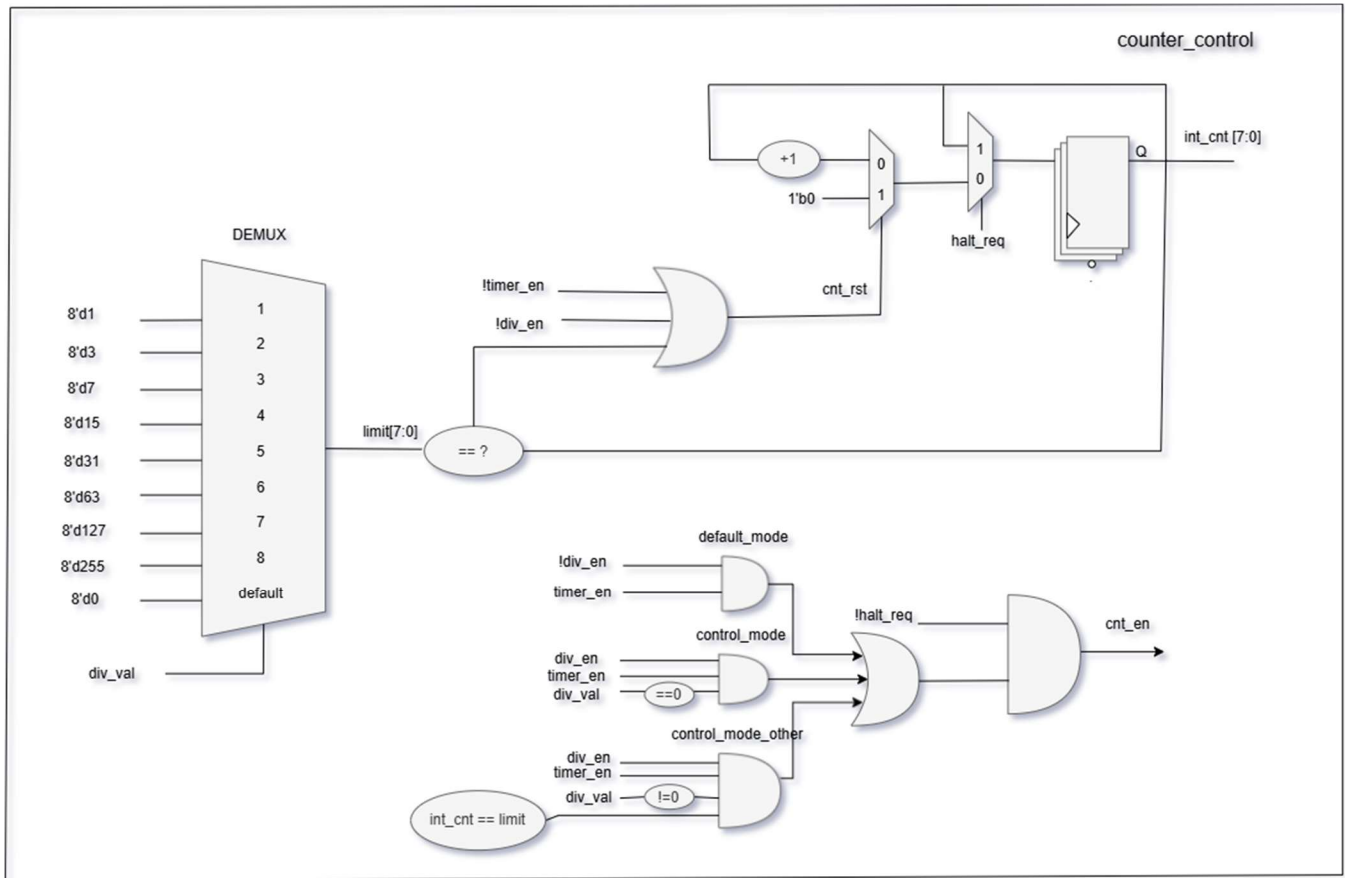 counter_control
int_cnt [7:0]
Q
+1
0
1
1'b0
1
0
halt_req
DEMUX
!timer_en
!div_en
cnt_rst
8'd1
8'd3
8'd7
8'd15
8'd31
8'd63
8'd127
8'd255
8'd0
1
2
3
4
5
6
7
8
default
div_val
limit[7:0]
== ?
default_mode
!div_en
timer_en
control_mode
div_en
timer_en
div_val
==0
control_mode_other
div_en
timer_en
div_val
!=0
int_cnt == limit
!halt_req
cnt_en